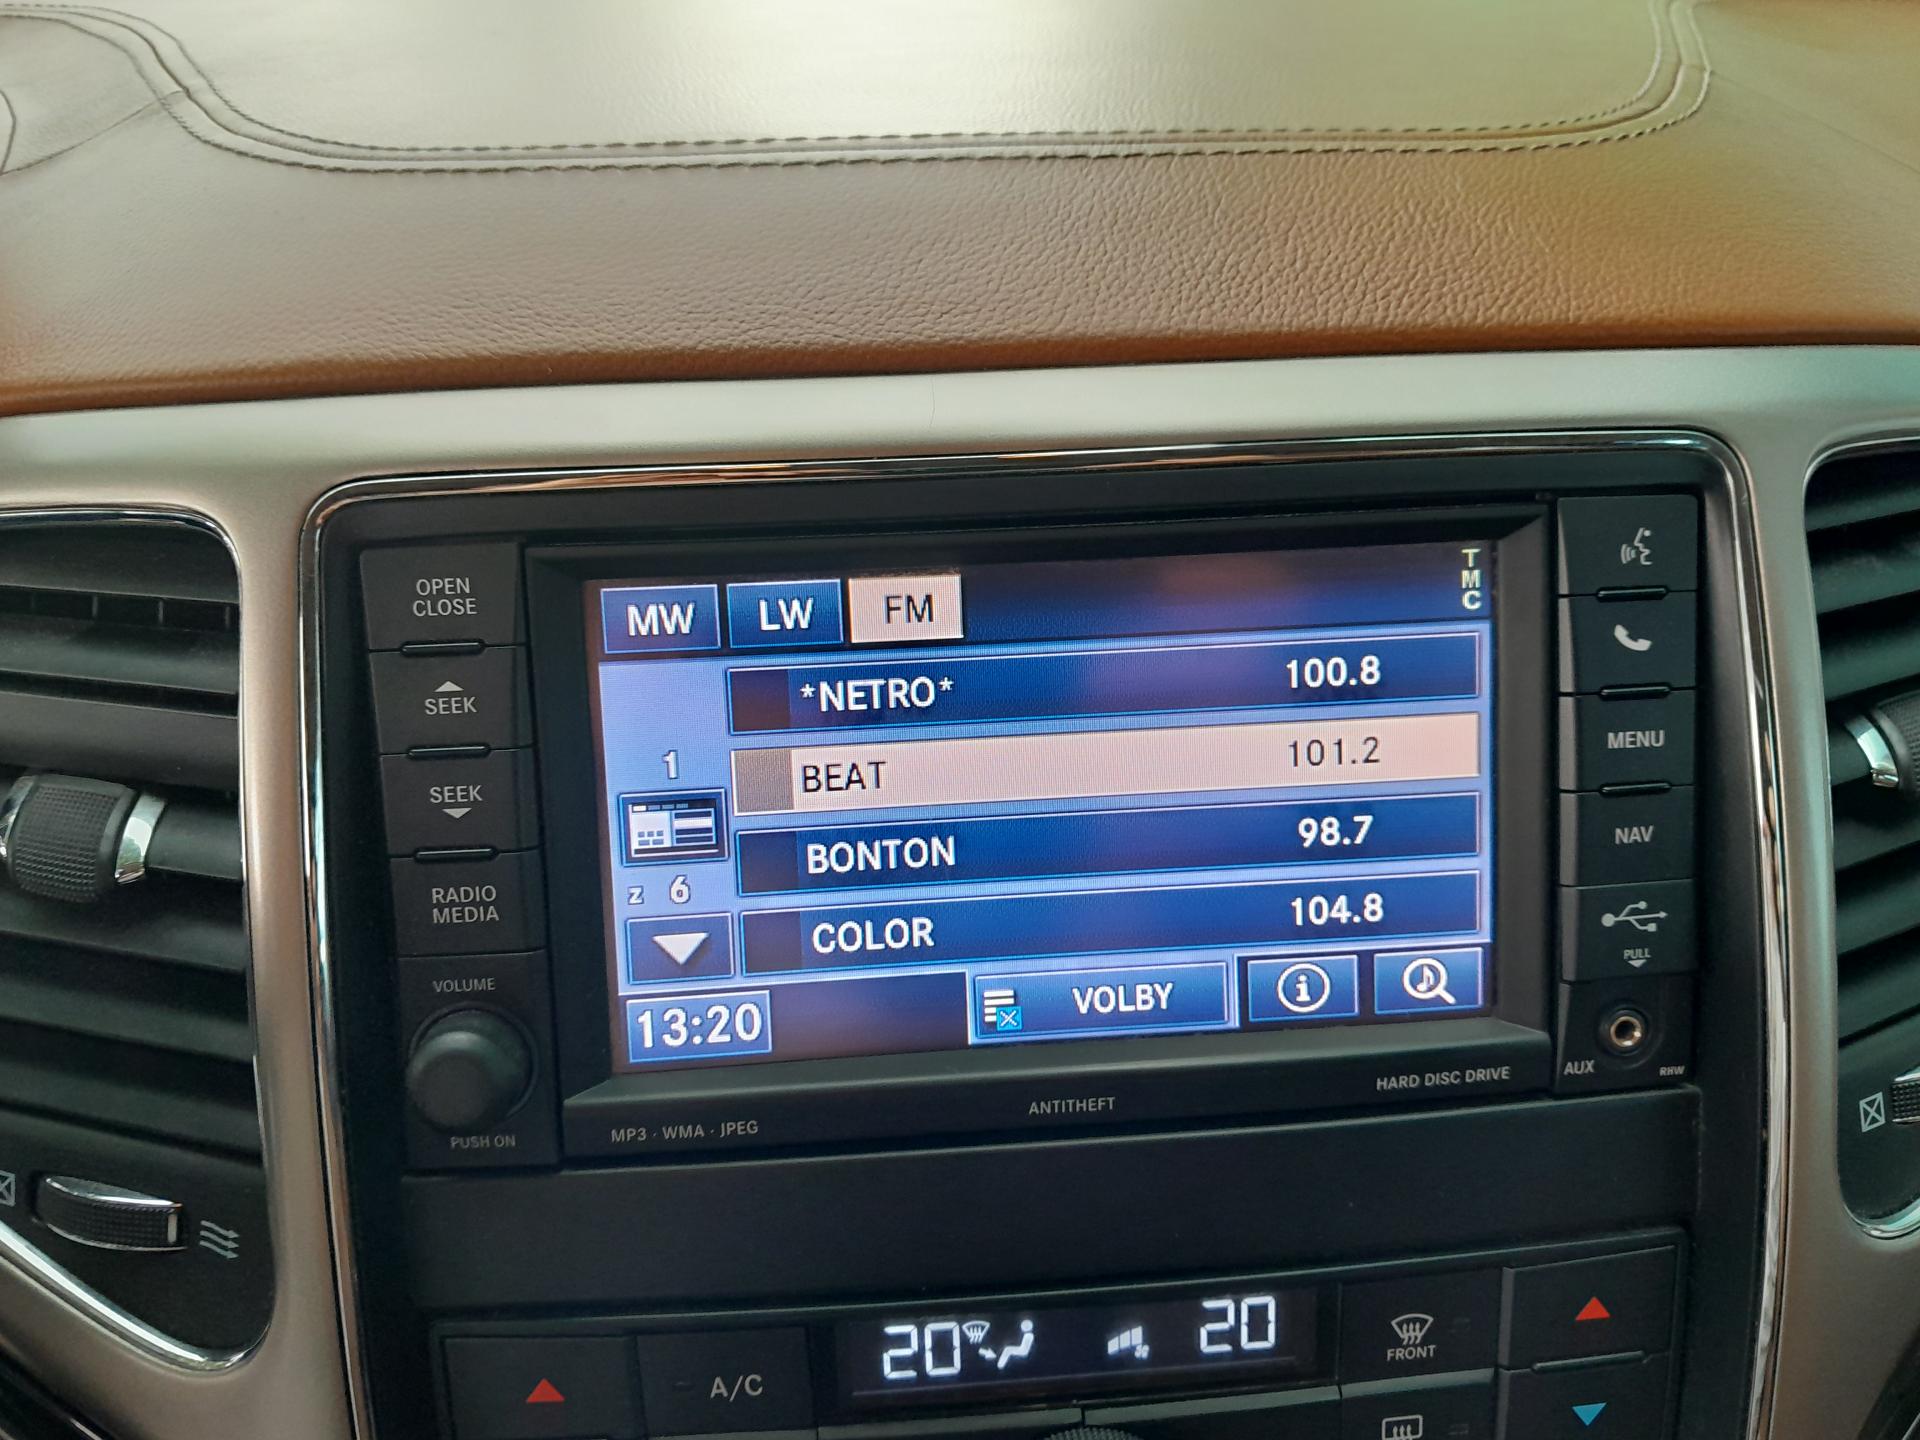 OPEN
CLOSE
SEEK
SEEK
RADIO
MEDIA
VOLUME
PUSH ON
MW LW FM
TMC
*NETRO* 100.8
1
BEAT 101.2
BONTON 98.7
z 6
COLOR 104.8
13:20
VOLBY
MENU
NAV
PULL
AUX
RHW
MP3 · WMA · JPEG
ANTITHEFT
HARD DISC DRIVE
20
20
A/C
FRONT